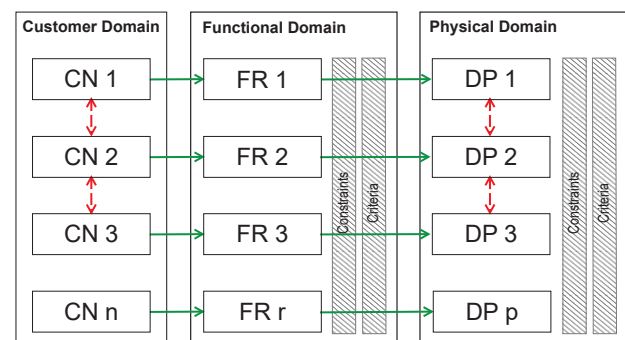 Customer Domain
Functional Domain
Physical Domain
CN 1
FR 1
DP 1
CN 2
FR 2
DP 2
CN 3
FR 3
DP 3
CN n
FR r
DP p
Constraints
Criteria
Constraints
Criteria